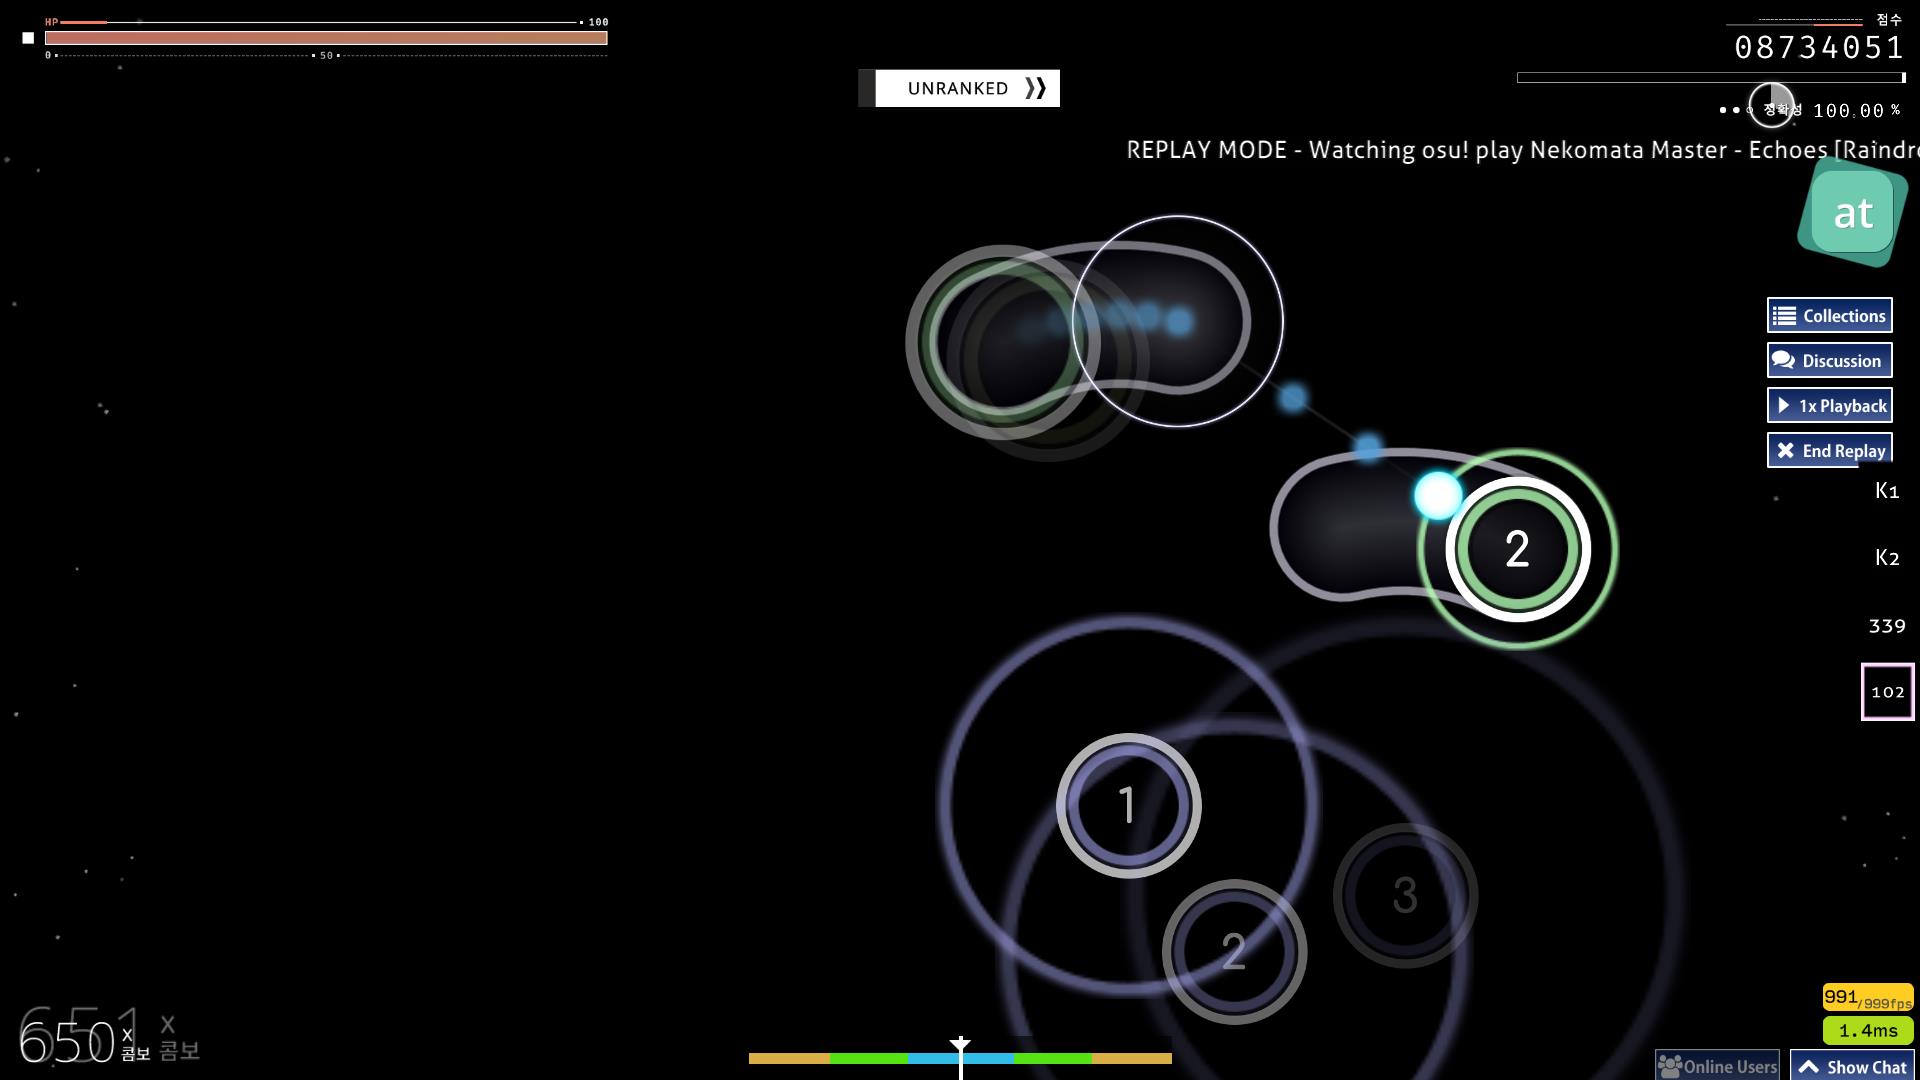 HP 100
0 50
점수
08734051
UNRANKED
정확성 100.00 %
REPLAY MODE - Watching osu! play Nekomata Master - Echoes [Raindr
at
Collections
Discussion
1x Playback
End Replay
K1
2
K2
339
102
1
3
2
991/999fps
651x
650x
콤보 콤보
1.4ms
Online Users
Show Chat